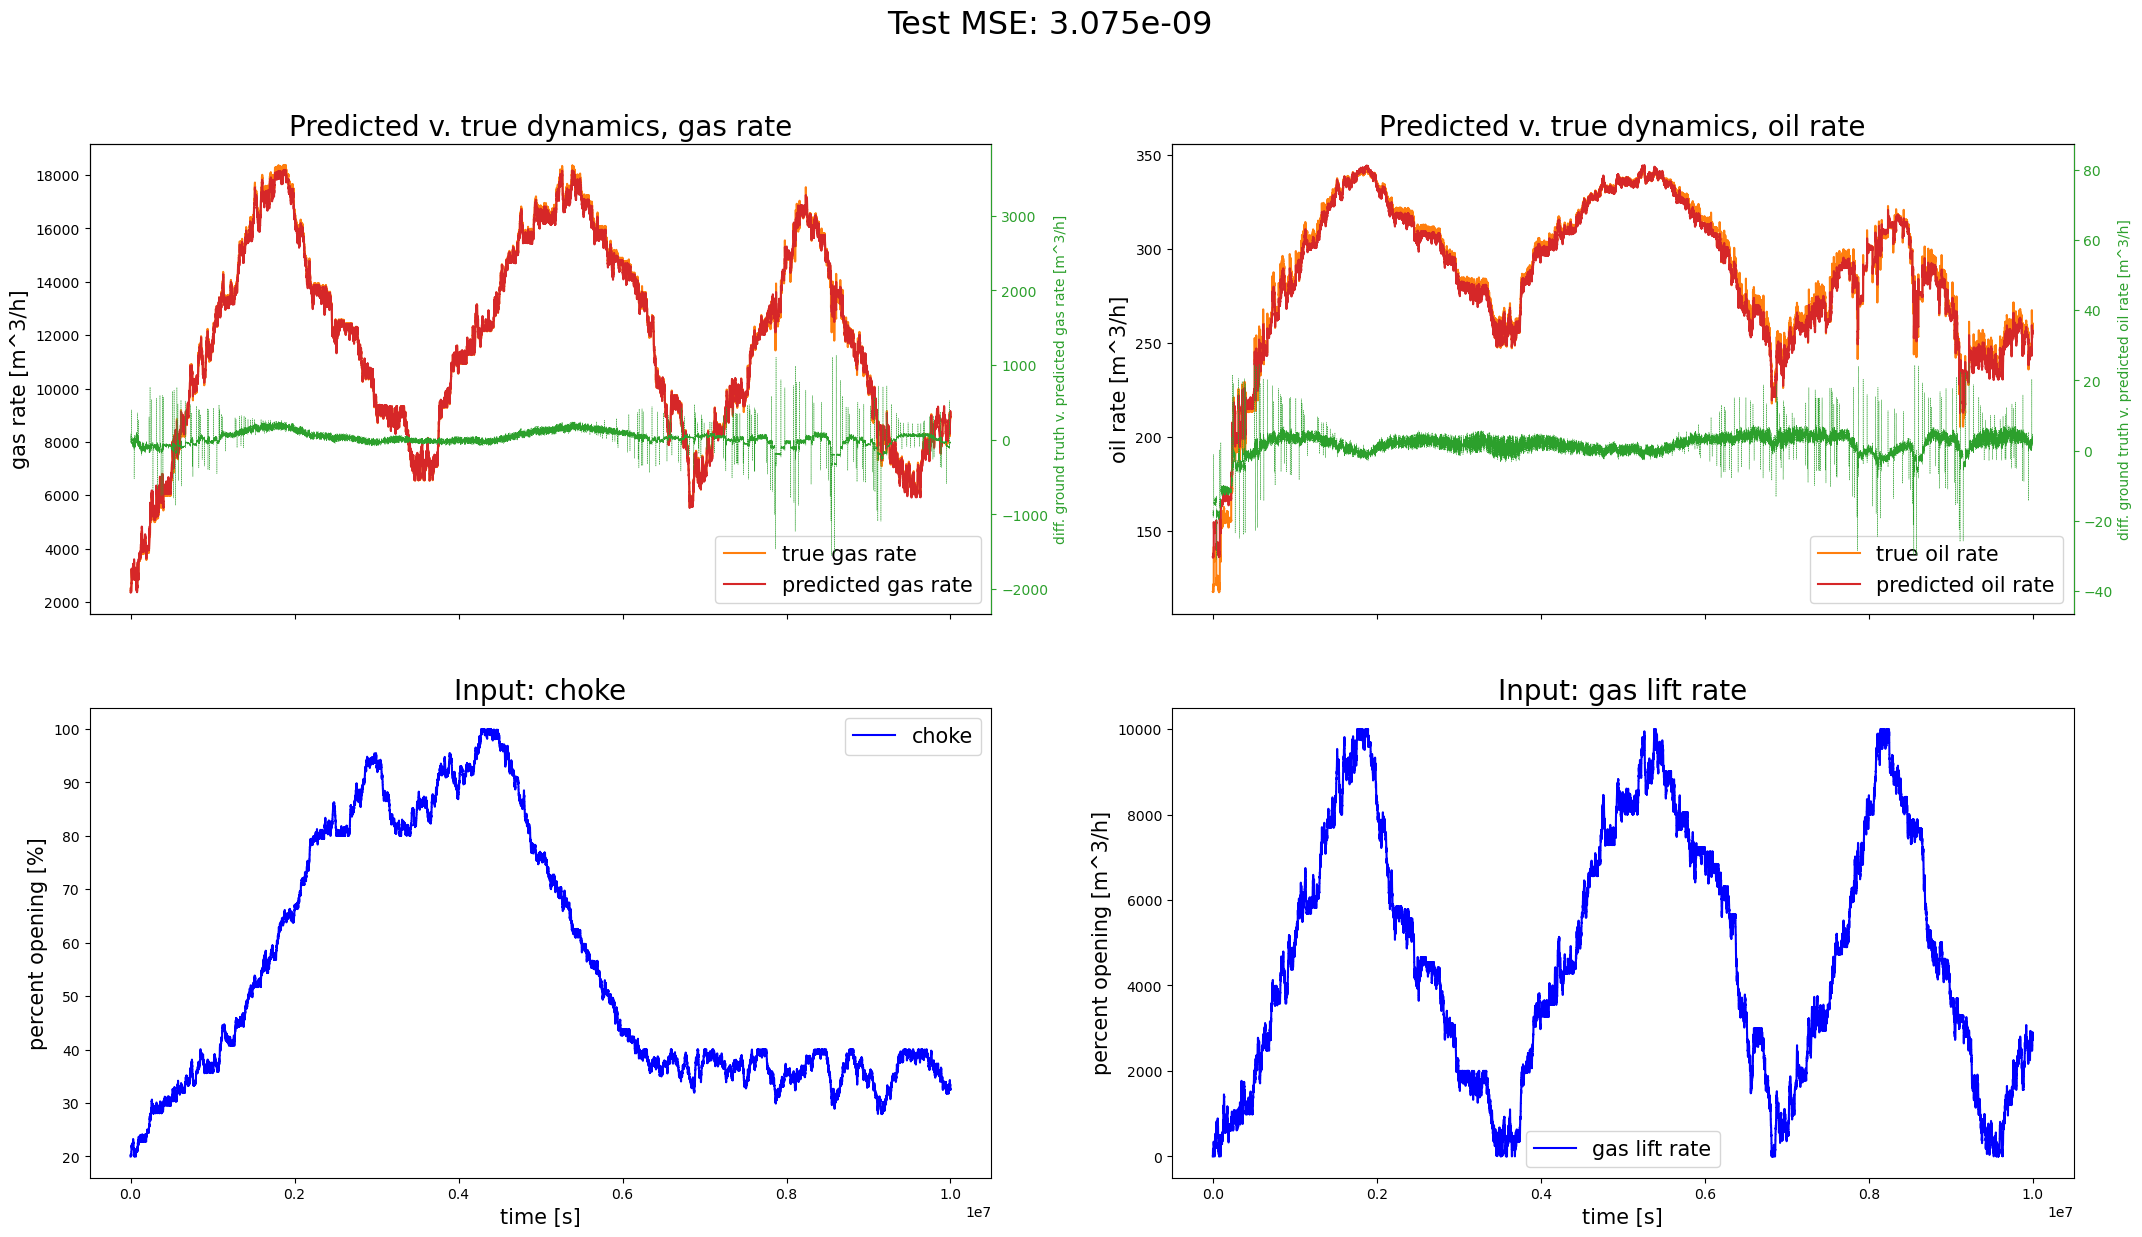 Test MSE: 3.075e-09
Predicted v. true dynamics, gas rate
gas rate [m^3/h]
18000
16000
14000
12000
10000
8000
6000
4000
2000
3000
2000
1000
0
−1000
−2000
diff. ground truth v. predicted gas rate [m^3/h]
true gas rate
predicted gas rate
Predicted v. true dynamics, oil rate
oil rate [m^3/h]
350
300
250
200
150
80
60
40
20
0
−20
−40
diff. ground truth v. predicted oil rate [m^3/h]
true oil rate
predicted oil rate
Input: choke
percent opening [%]
100
90
80
70
60
50
40
30
20
choke
0.0
0.2
0.4
0.6
0.8
1.0
1e7
time [s]
Input: gas lift rate
percent opening [m^3/h]
10000
8000
6000
4000
2000
0
gas lift rate
0.0
0.2
0.4
0.6
0.8
1.0
1e7
time [s]